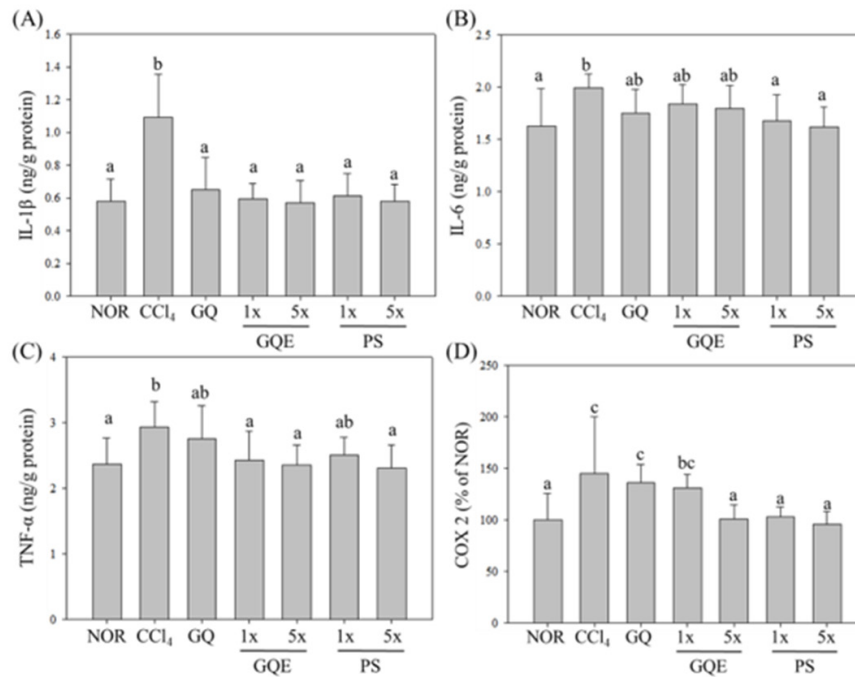 (A)
IL-1β (ng/g protein)
1.6
1.4
1.2
1.0
0.8
0.6
0.4
0.2
0.0
a b a a a a a
NOR CCl₄ GQ 1x 5x 1x 5x
GQE PS
(B)
IL-6 (ng/g protein)
2.5
2.0
1.5
1.0
0.5
0.0
a b ab ab ab a a
NOR CCl₄ GQ 1x 5x 1x 5x
GQE PS
(C)
TNF-α (ng/g protein)
4
3
2
1
0
a b ab a a ab a
NOR CCl₄ GQ 1x 5x 1x 5x
GQE PS
(D)
COX 2 (% of NOR)
250
200
150
100
50
0
a c c bc a a a
NOR CCl₄ GQ 1x 5x 1x 5x
GQE PS